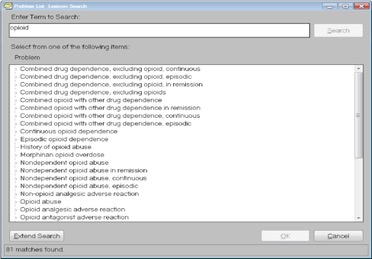 Problem List Lexicon Search
Enter Term to Search:
opioid
Search
Select from one of the following items:
Problem
Combined drug dependence, excluding opioid, continuous
Combined drug dependence, excluding opioid, episodic
Combined drug dependence, excluding opioid, in remission
Combined drug dependence, excluding opioids
Combined opioid with other drug dependence
Combined opioid with other drug dependence in remission
Combined opioid with other drug dependence, continuous
Combined opioid with other drug dependence, episodic
Continuous opioid dependence
Episodic opioid dependence
History of opioid abuse
Morphinan opioid overdose
Nondependent opioid abuse
Nondependent opioid abuse in remission
Nondependent opioid abuse, continuous
Nondependent opioid abuse, episodic
Non-opioid analgesic adverse reaction
Opioid abuse
Opioid analgesic adverse reaction
Opioid antagonist adverse reaction
Extend Search
OK
Cancel
81 matches found.